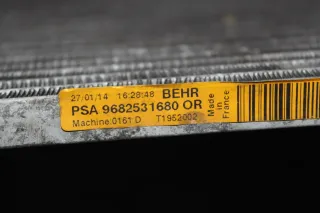 27/01/14 16:28:48 BEHR
PSA 9682531680 OR
Machine.0161 D T1952002
Made in France